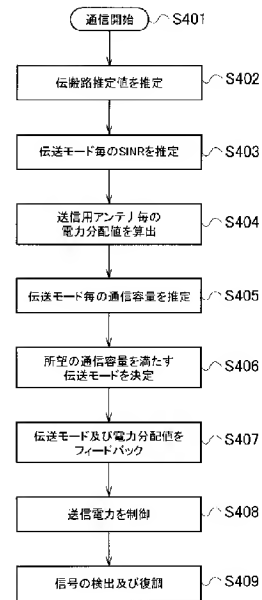 通信開始 S401
伝搬路推定値を推定 S402
伝送モード毎のSINRを推定 S403
送信用アンテナ毎の
電力分配値を算出 S404
伝送モード毎の通信容量を推定 S405
所望の通信容量を満たす
伝送モードを決定 S406
伝送モード及び電力分配値を
フィードバック S407
送信電力を制御 S408
信号の検出及び復調 S409